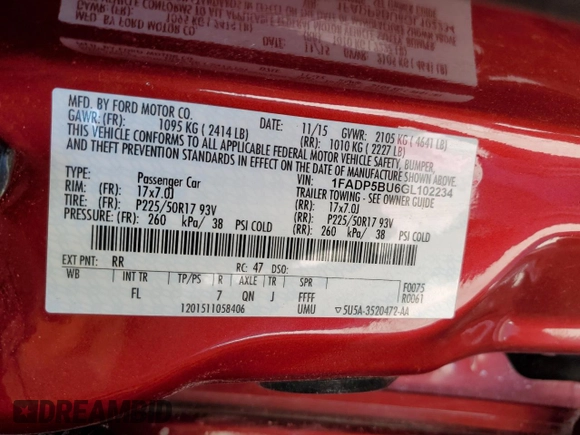 MFD. BY FORD MOTOR CO.
DATE: 11/15 GVWR: 2105 KG ( 4641 LB)
GAWR: (FR): 1095 KG ( 2414 LB) (RR): 1010 KG ( 2227 LB)
THIS VEHICLE CONFORMS TO ALL APPLICABLE FEDERAL MOTOR VEHICLE SAFETY, BUMPER,
AND THEFT PREVENTION STANDARDS IN EFFECT ON THE DATE OF MANUFACTURE SHOWN ABOVE.
VIN: 1FADP5BU6GL102234
TYPE: Passenger Car TRAILER TOWING - SEE OWNER GUIDE
RIM: (FR) 17x7.0J (RR): 17x7.0J
TIRE: (FR) P225/50R17 93V (RR): P225/50R17 93V
PRESSURE: (FR) 260 kPa/ 38 PSI COLD (RR): 260 kPa/ 38 PSI COLD
EXT PNT: RR RC: 47 DSO:
WB INT TR TP/PS R AXLE TR SPR F0075
FL 7 QN J FFFF R0061
1201511058406 UMU ▽5U5A-3520472-AA
DREAMBID